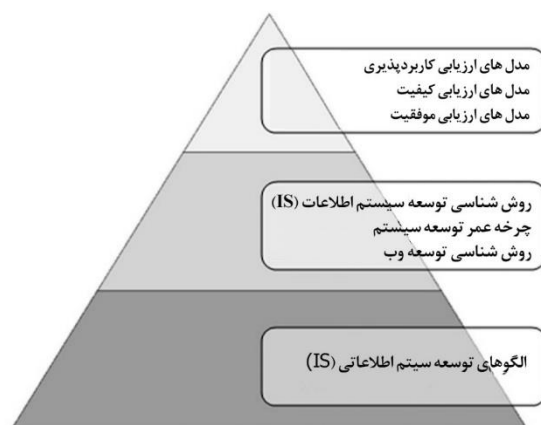 مدل های ارزیابی کاربردپذیری
مدل های ارزیابی کیفیت
مدل های ارزیابی موفقیت
روش شناسی توسعه سیستم اطلاعات (IS)
چرخه عمر توسعه سیستم
روش شناسی توسعه وب
الگوهای توسعه سیتم اطلاعاتی (IS)